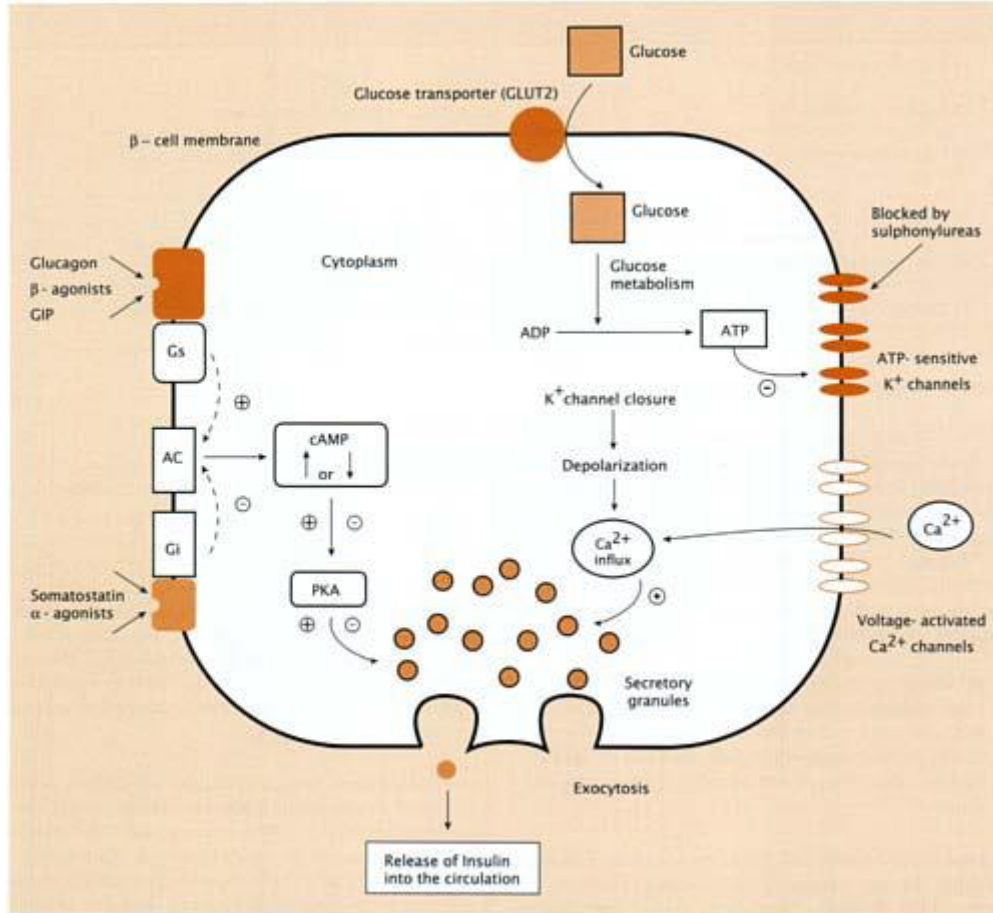 Glucose
Glucose transporter (GLUT2)
β – cell membrane
Glucose
Blocked by
sulphonylureas
Cytoplasm
Glucagon
β - agonists
GIP
Glucose
metabolism
Gs
ADP
ATP
ATP- sensitive
K⁺ channels
⊖
⊕
K⁺channel closure
AC
cAMP
or
Depolarization
⊖
Ca²⁺
⊕ ⊖
Ca²⁺
influx
Gi
PKA
⊕
Somatostatin
α - agonists
⊕ ⊖
Voltage- activated
Ca²⁺ channels
Secretory
granules
Exocytosis
Release of Insulin
into the circulation